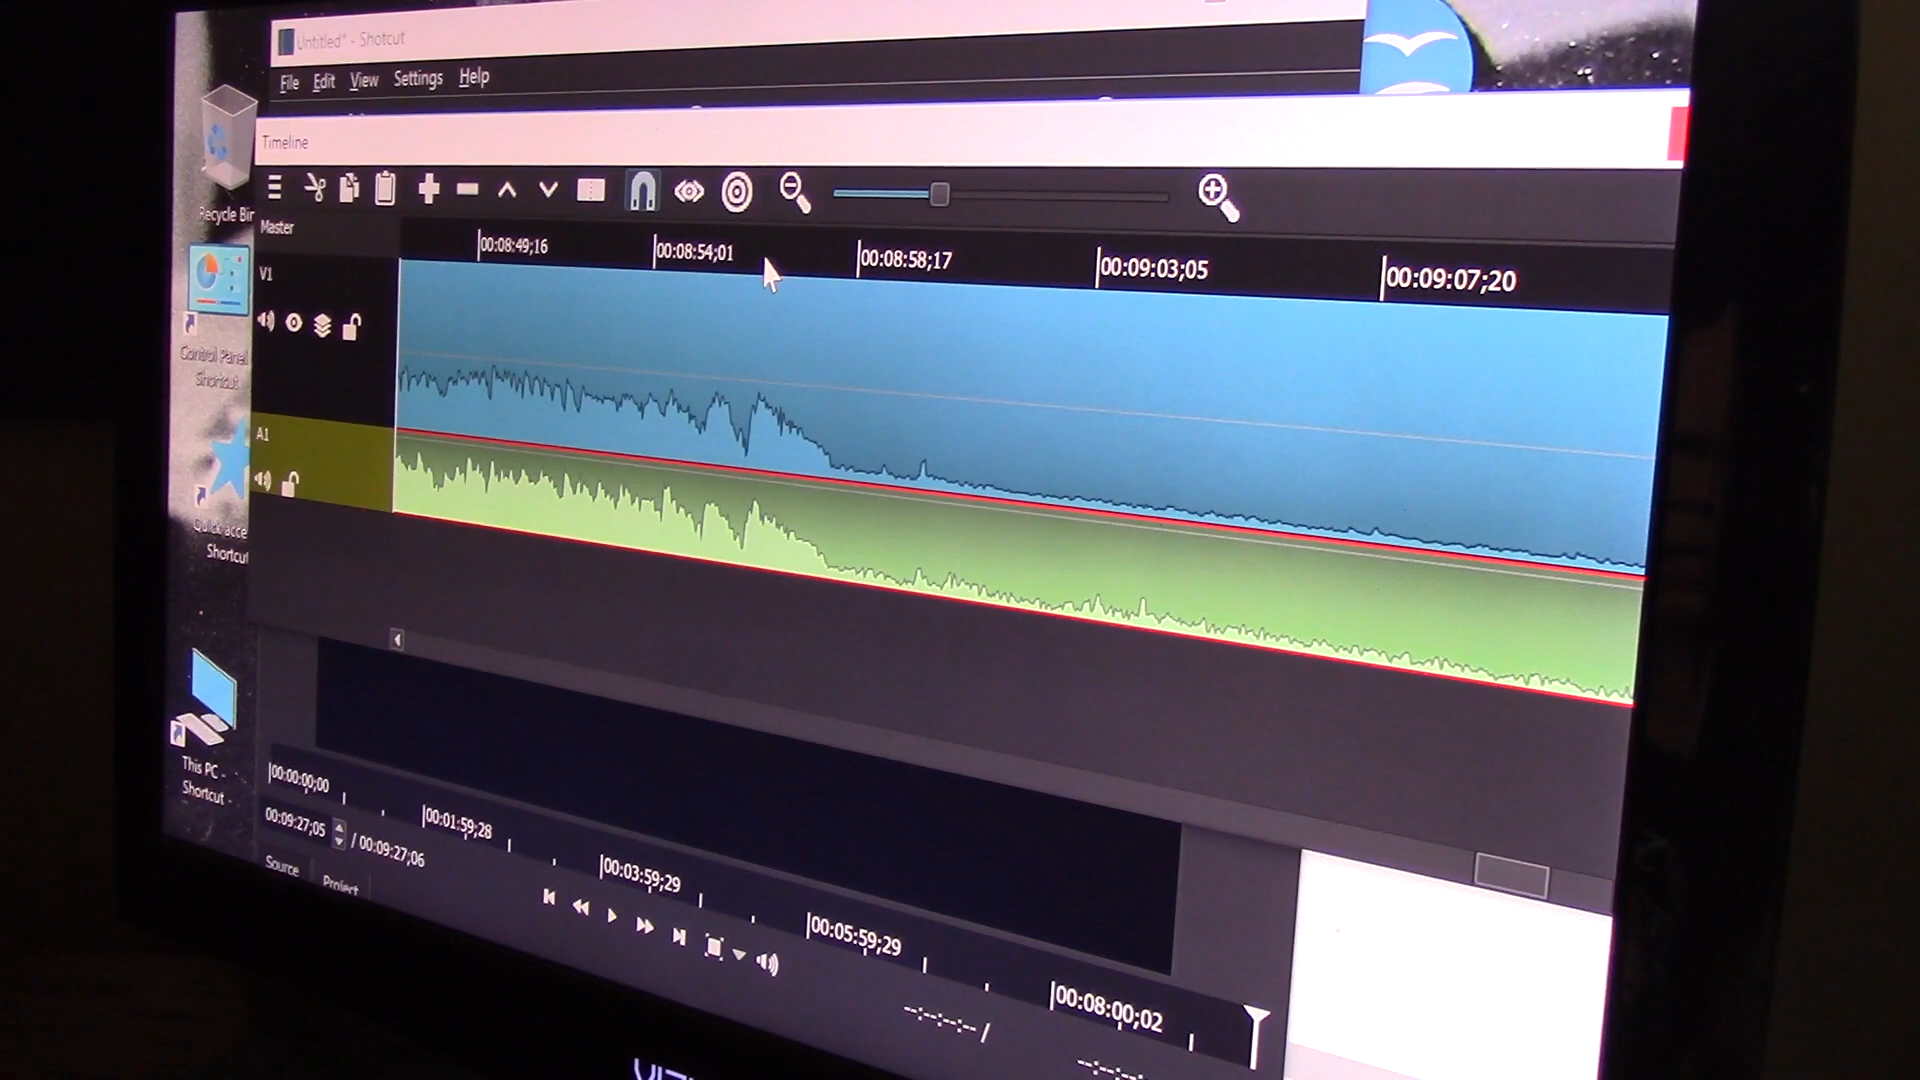 Untitled* - Shotcut
File Edit View Settings Help
Timeline
Recycle Bin
Master
00:08:49;16 00:08:54;01 00:08:58;17 00:09:03;05 00:09:07;20
V1
Control Panel
Shortcut
A1
Quick acce
Shortcut
This PC -
Shortcut
00:00:00;00 00:01:59;28 00:03:59;29 00:05:59;29 00:08:00;02
00:09:27;05 / 00:09:27;06
--:--:--;-- /
--:--:--;--
Source Project